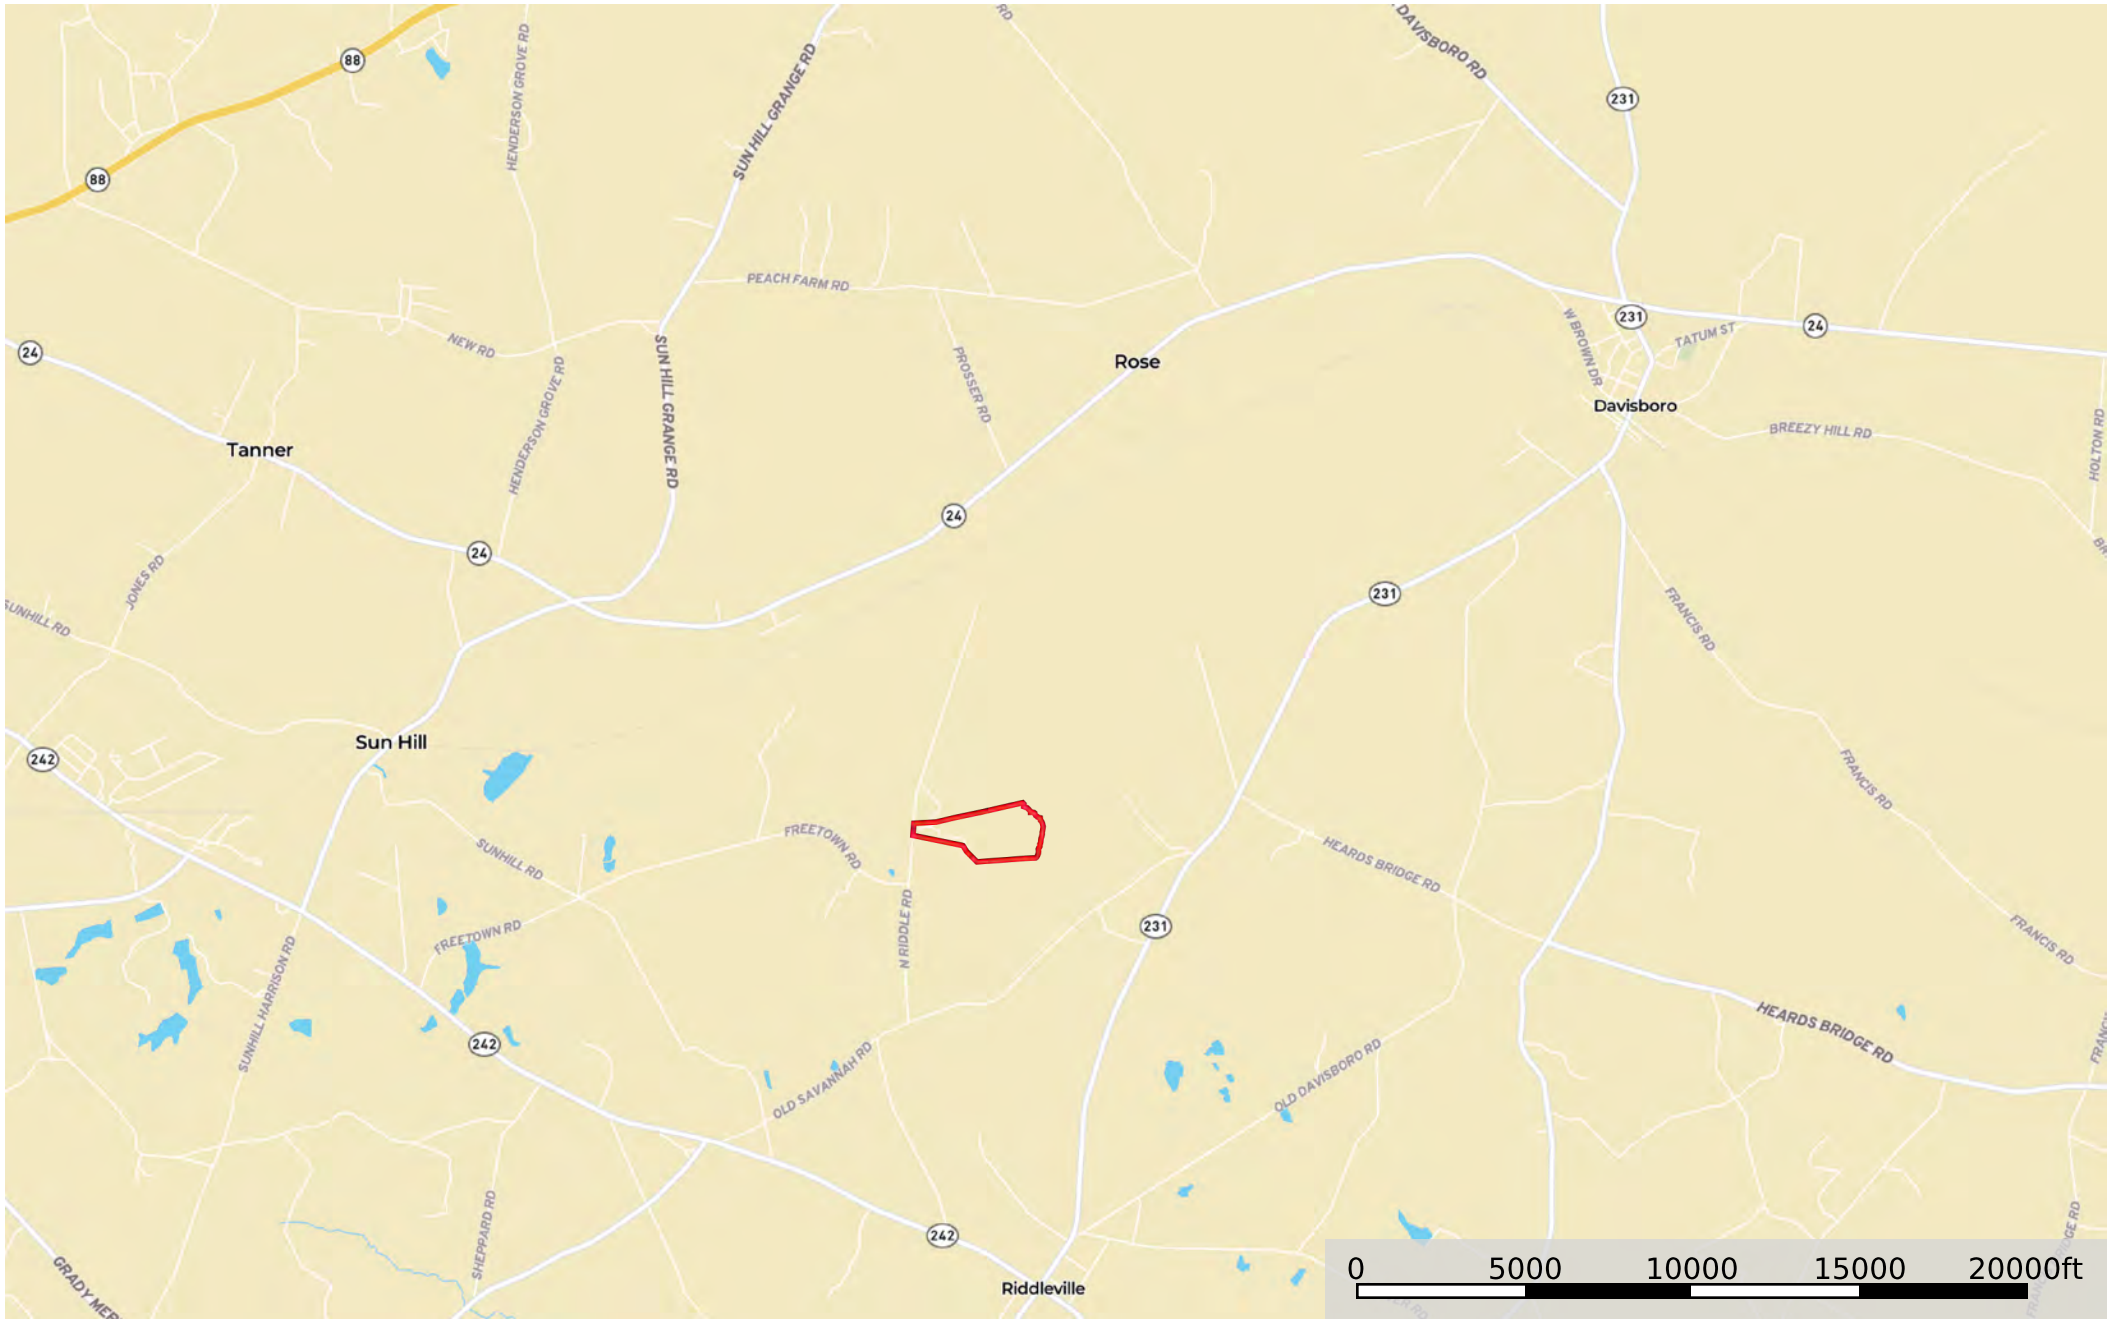 RD
DAVISBORO RD
88
HENDERSON GROVE RD
SUN HILL GRANGE RD
231
88
PEACH FARM RD
231
24
W BROWN DR
TATUM ST
NEW RD
24
SUN HILL GRANGE RD
Rose
PROSSER RD
HENDERSON GROVE RD
Davisboro
BREEZY HILL RD
HOLTON RD
Tanner
24
24
JONES RD
231
SUNHILL RD
FRANCIS RD
Sun Hill
242
FRANCIS RD
FREETOWN RD
SUNHILL RD
HEARDS BRIDGE RD
N RIDDLE RD
231
FREETOWN RD
FRANCIS RD
SUNHILL HARRISON RD
HEARDS BRIDGE RD
242
OLD SAVANNAH RD
OLD DAVISBORO RD
SHEPPARD RD
242
GRADY MER
Riddleville
0 5000 10000 15000 20000ft